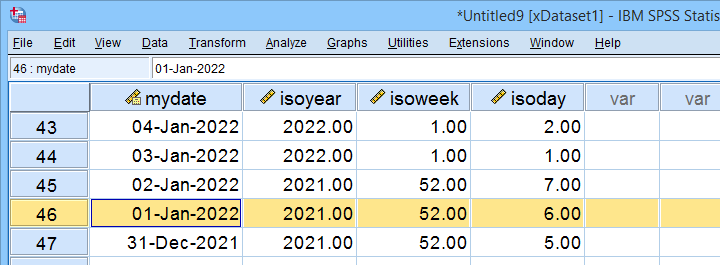 *Untitled9 [xDataset1] - IBM SPSS Statis
File Edit View Data Transform Analyze Graphs Utilities Extensions Window Help
46 : mydate 01-Jan-2022
mydate isoyear isoweek isoday var var
43 04-Jan-2022 2022.00 1.00 2.00
44 03-Jan-2022 2022.00 1.00 1.00
45 02-Jan-2022 2021.00 52.00 7.00
46 01-Jan-2022 2021.00 52.00 6.00
47 31-Dec-2021 2021.00 52.00 5.00